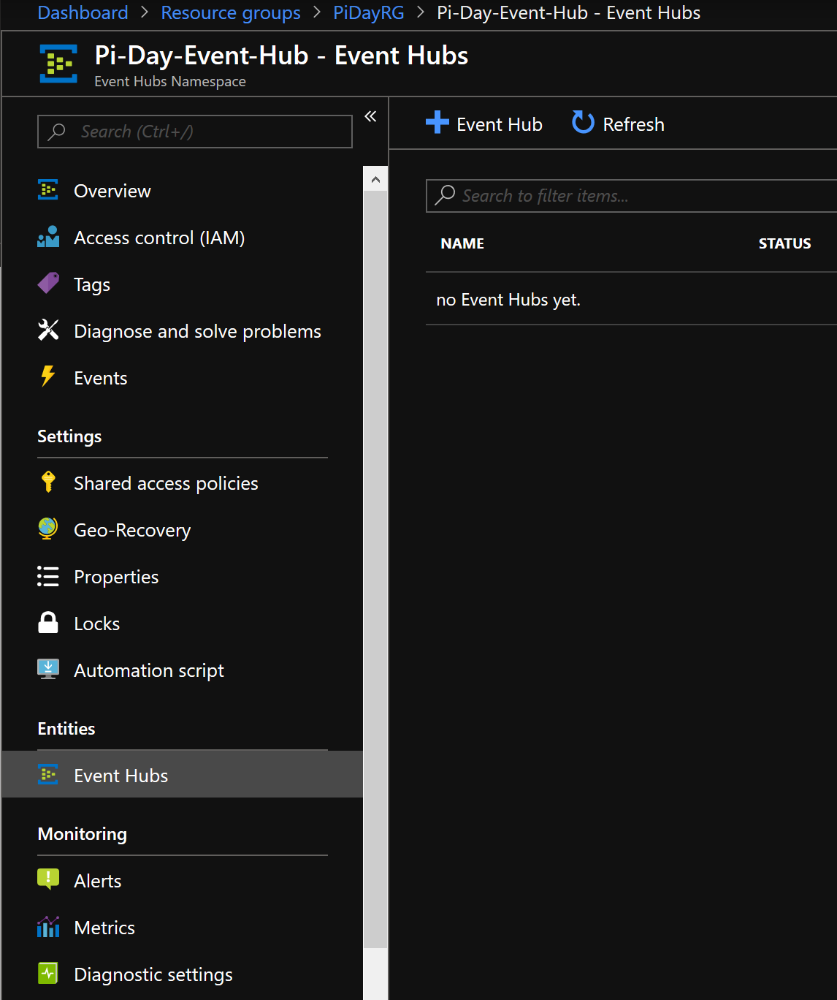 Dashboard > Resource groups > PiDayRG > Pi-Day-Event-Hub - Event Hubs
Pi-Day-Event-Hub - Event Hubs
Event Hubs Namespace
Search (Ctrl+/)
«
Overview
Access control (IAM)
Tags
Diagnose and solve problems
Events
Settings
Shared access policies
Geo-Recovery
Properties
Locks
Automation script
Entities
Event Hubs
Monitoring
Alerts
Metrics
Diagnostic settings
Event Hub
Refresh
Search to filter items...
NAME STATUS
no Event Hubs yet.